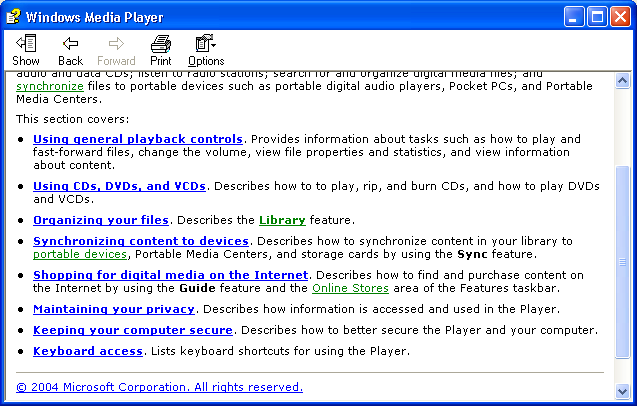 Windows Media Player
Show Back Forward Print Options
audio and data CDs; listen to radio stations; search for and organize digital media files; and
synchronize files to portable devices such as portable digital audio players, Pocket PCs, and Portable
Media Centers.
This section covers:
• Using general playback controls. Provides information about tasks such as how to play and
fast-forward files, change the volume, view file properties and statistics, and view information
about content.
• Using CDs, DVDs, and VCDs. Describes how to to play, rip, and burn CDs, and how to play DVDs
and VCDs.
• Organizing your files. Describes the Library feature.
• Synchronizing content to devices. Describes how to synchronize content in your library to
portable devices, Portable Media Centers, and storage cards by using the Sync feature.
• Shopping for digital media on the Internet. Describes how to find and purchase content on
the Internet by using the Guide feature and the Online Stores area of the Features taskbar.
• Maintaining your privacy. Describes how information is accessed and used in the Player.
• Keeping your computer secure. Describes how to better secure the Player and your computer.
• Keyboard access. Lists keyboard shortcuts for using the Player.
© 2004 Microsoft Corporation. All rights reserved.